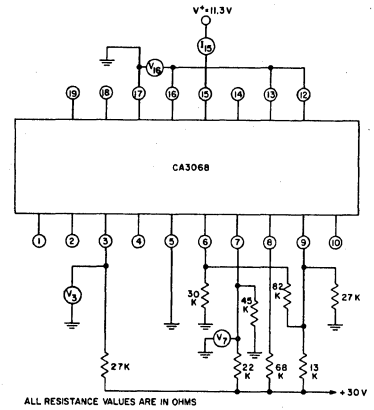 V⁺=11.3 V
I15
V16
19 18 17 16 15 14 13 12
CA3068
1 2 3 4 5 6 7 8 9 10
V3
27K
30 K
V7
45 K
22 K
68 K
82 K
13 K
27K
+30V
ALL RESISTANCE VALUES ARE IN OHMS